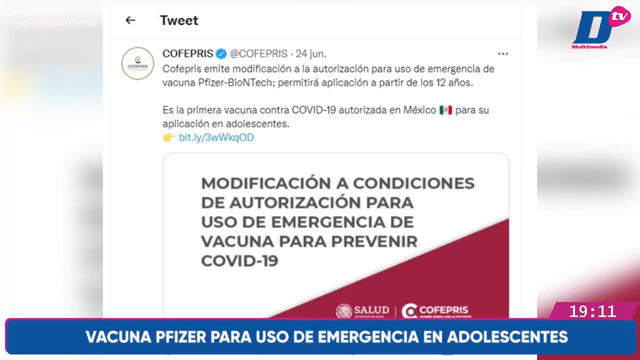 Tweet
D tv
Multimedia
COFEPRIS @COFEPRIS · 24 jun.
Cofepris emite modificación a la autorización para uso de emergencia de
vacuna Pfizer-BioNTech; permitirá aplicación a partir de los 12 años.
Es la primera vacuna contra COVID-19 autorizada en México 🇲🇽 para su
aplicación en adolescentes.
👉 bit.ly/3wWkqOD
MODIFICACIÓN A CONDICIONES
DE AUTORIZACIÓN PARA
USO DE EMERGENCIA DE
VACUNA PARA PREVENIR
COVID-19
SALUD | COFEPRIS
19:11
VACUNA PFIZER PARA USO DE EMERGENCIA EN ADOLESCENTES